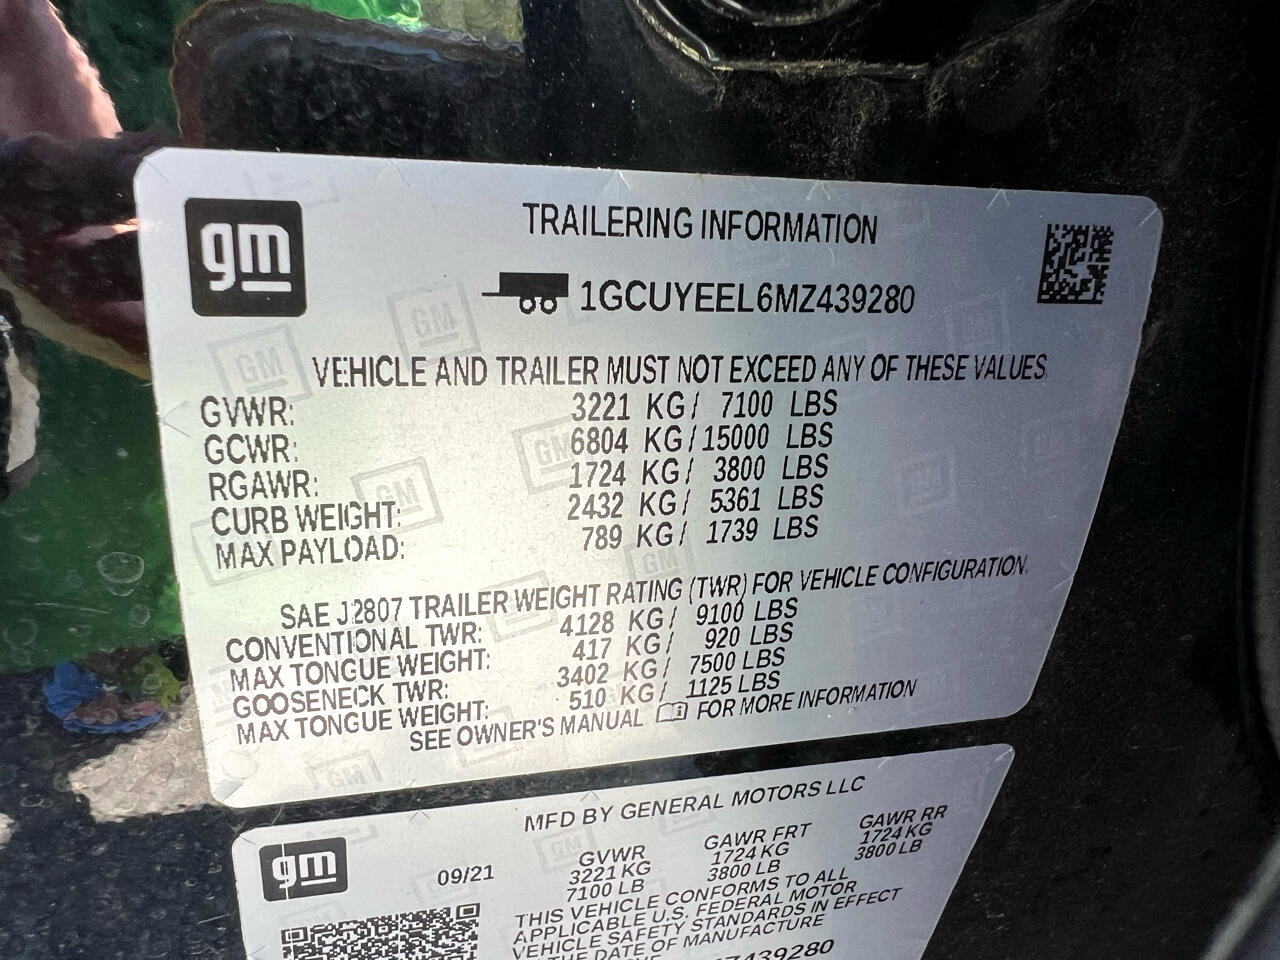 gm
TRAILERING INFORMATION
1GCUYEEL6MZ439280
VEHICLE AND TRAILER MUST NOT EXCEED ANY OF THESE VALUES
GVWR: 3221 KG/ 7100 LBS
GCWR: 6804 KG/15000 LBS
RGAWR: 1724 KG/ 3800 LBS
CURB WEIGHT: 2432 KG/ 5361 LBS
MAX PAYLOAD: 789 KG/ 1739 LBS
SAE J2807 TRAILER WEIGHT RATING (TWR) FOR VEHICLE CONFIGURATION
CONVENTIONAL TWR: 4128 KG/ 9100 LBS
MAX TONGUE WEIGHT: 417 KG/ 920 LBS
GOOSENECK TWR: 3402 KG/ 7500 LBS
MAX TONGUE WEIGHT: 510 KG/ 1125 LBS
SEE OWNER'S MANUAL FOR MORE INFORMATION
gm
MFD BY GENERAL MOTORS LLC
09/21
GVWR GAWR FRT GAWR RR
3221 KG 1724 KG 1724 KG
7100 LB 3800 LB 3800 LB
THIS VEHICLE CONFORMS TO ALL
APPLICABLE U.S. FEDERAL MOTOR
VEHICLE SAFETY STANDARDS IN EFFECT
THE DATE OF MANUFACTURE
439280